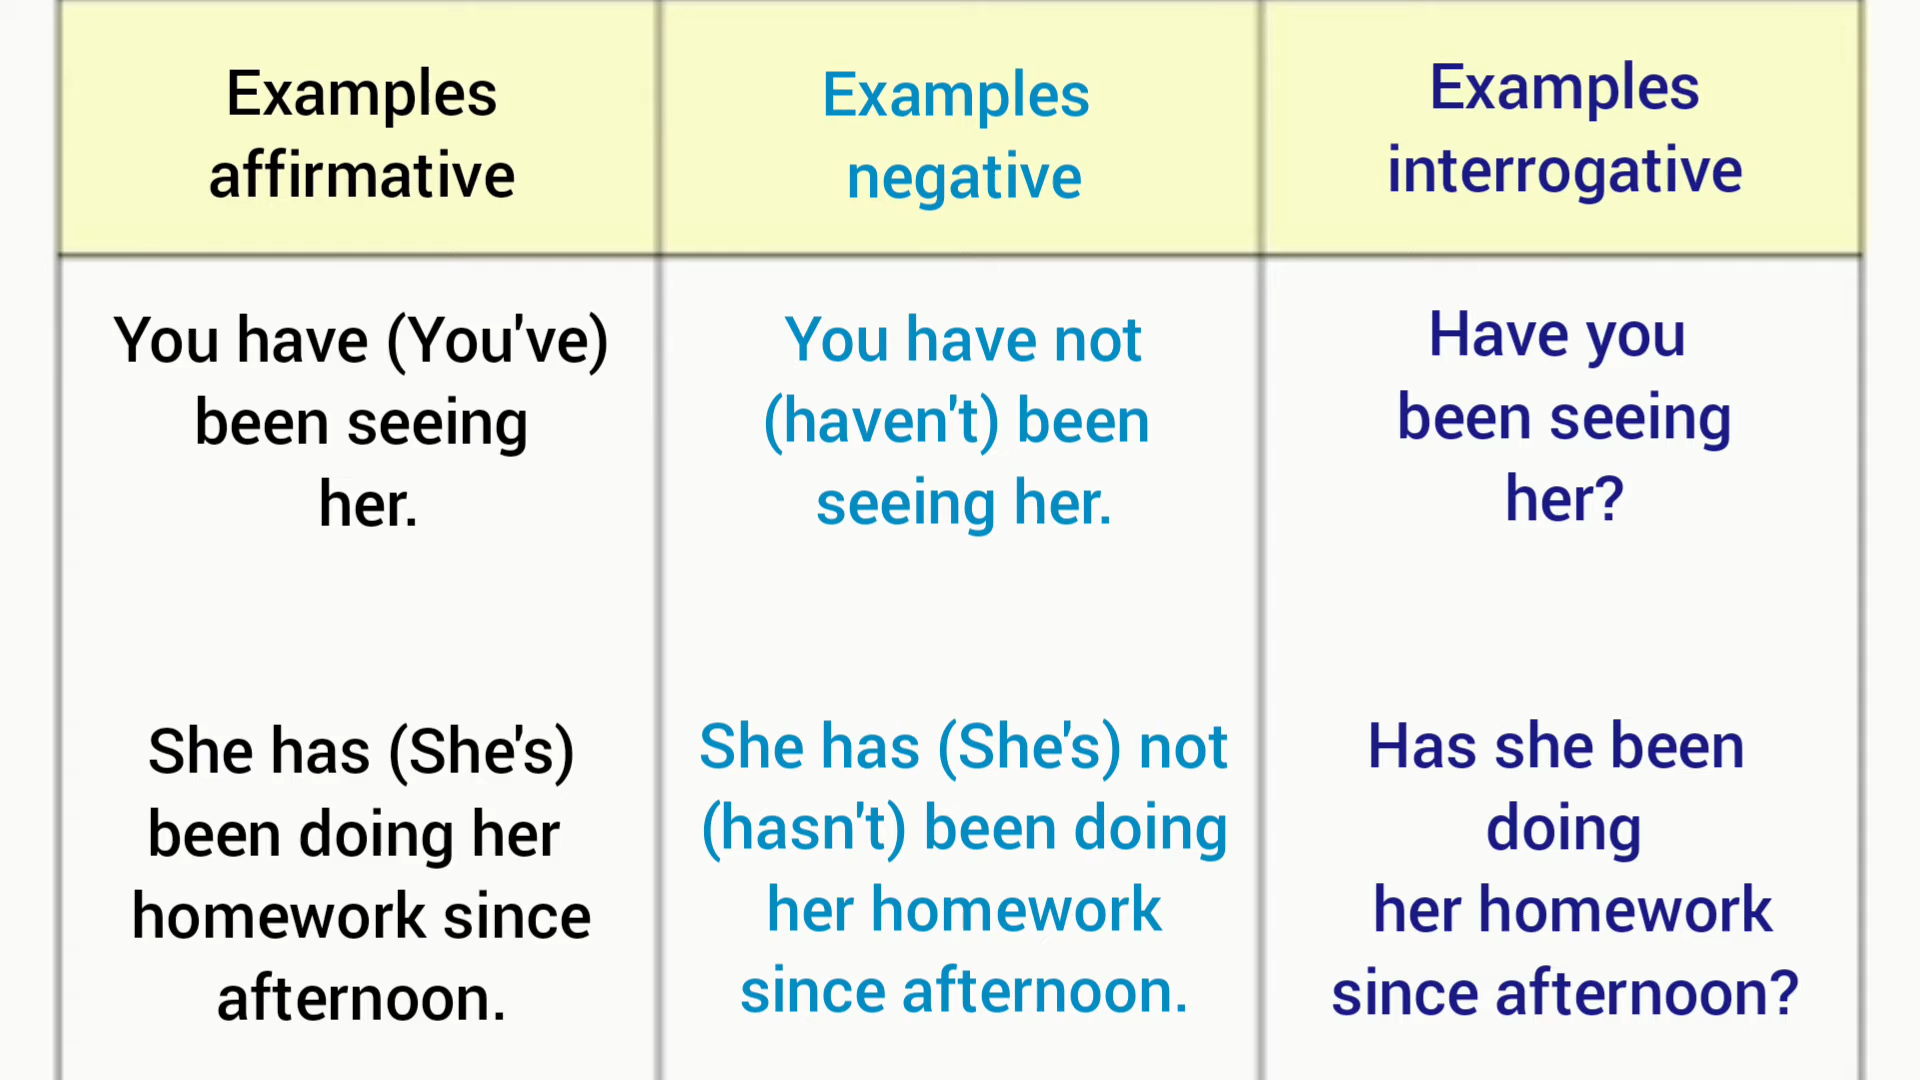 Examples
affirmative
Examples
negative
Examples
interrogative
You have (You've)
been seeing
her.
You have not
(haven't) been
seeing her.
Have you
been seeing
her?
She has (She's)
been doing her
homework since
afternoon.
She has (She's) not
(hasn't) been doing
her homework
since afternoon.
Has she been
doing
her homework
since afternoon?